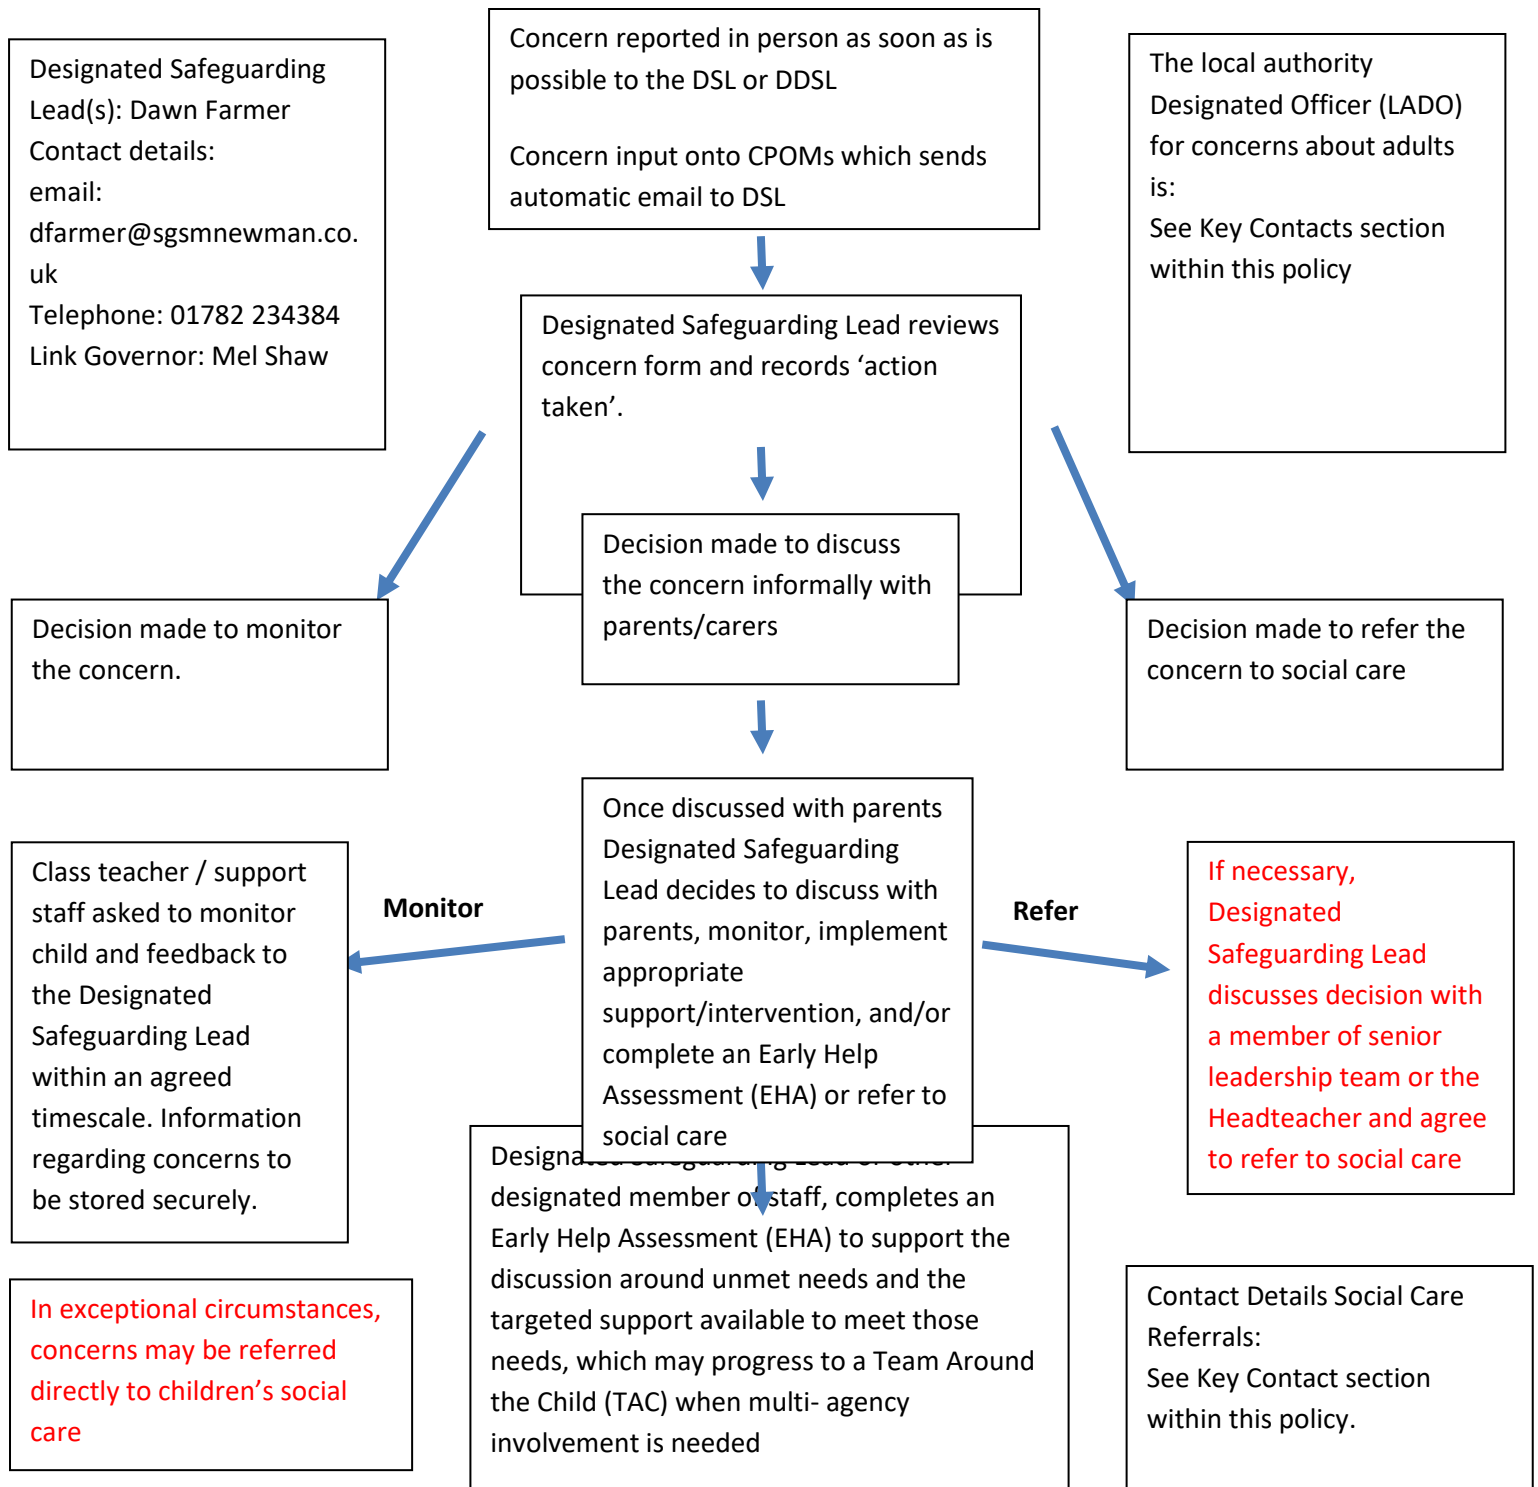 Designated Safeguarding
Lead(s): Dawn Farmer
Contact details:
email:
dfarmer@sgsmnewman.co.
uk
Telephone: 01782 234384
Link Governor: Mel Shaw
Concern reported in person as soon as is
possible to the DSL or DDSL
Concern input onto CPOMs which sends
automatic email to DSL
The local authority
Designated Officer (LADO)
for concerns about adults
is:
See Key Contacts section
within this policy
Designated Safeguarding Lead reviews
concern form and records ‘action
taken’.
Decision made to monitor
the concern.
Decision made to discuss
the concern informally with
parents/carers
Decision made to refer the
concern to social care
Class teacher / support
staff asked to monitor
child and feedback to
the Designated
Safeguarding Lead
within an agreed
timescale. Information
regarding concerns to
be stored securely.
Monitor
Once discussed with parents
Designated Safeguarding
Lead decides to discuss with
parents, monitor, implement
appropriate
support/intervention, and/or
complete an Early Help
Assessment (EHA) or refer to
social care
Refer
If necessary,
Designated
Safeguarding Lead
discusses decision with
a member of senior
leadership team or the
Headteacher and agree
to refer to social care
In exceptional circumstances,
concerns may be referred
directly to children’s social
care
designated member of staff, completes an
Early Help Assessment (EHA) to support the
discussion around unmet needs and the
targeted support available to meet those
needs, which may progress to a Team Around
the Child (TAC) when multi- agency
involvement is needed
Contact Details Social Care
Referrals:
See Key Contact section
within this policy.